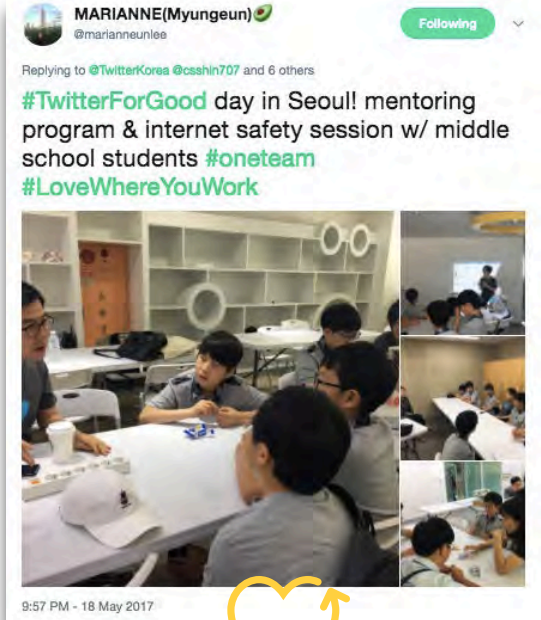 MARIANNE(Myungeun)🥑
@marianneunlee
Following
Replying to @TwitterKorea @csshin707 and 6 others
#TwitterForGood day in Seoul! mentoring
program & internet safety session w/ middle
school students #oneteam
#LoveWhereYouWork
9:57 PM - 18 May 2017